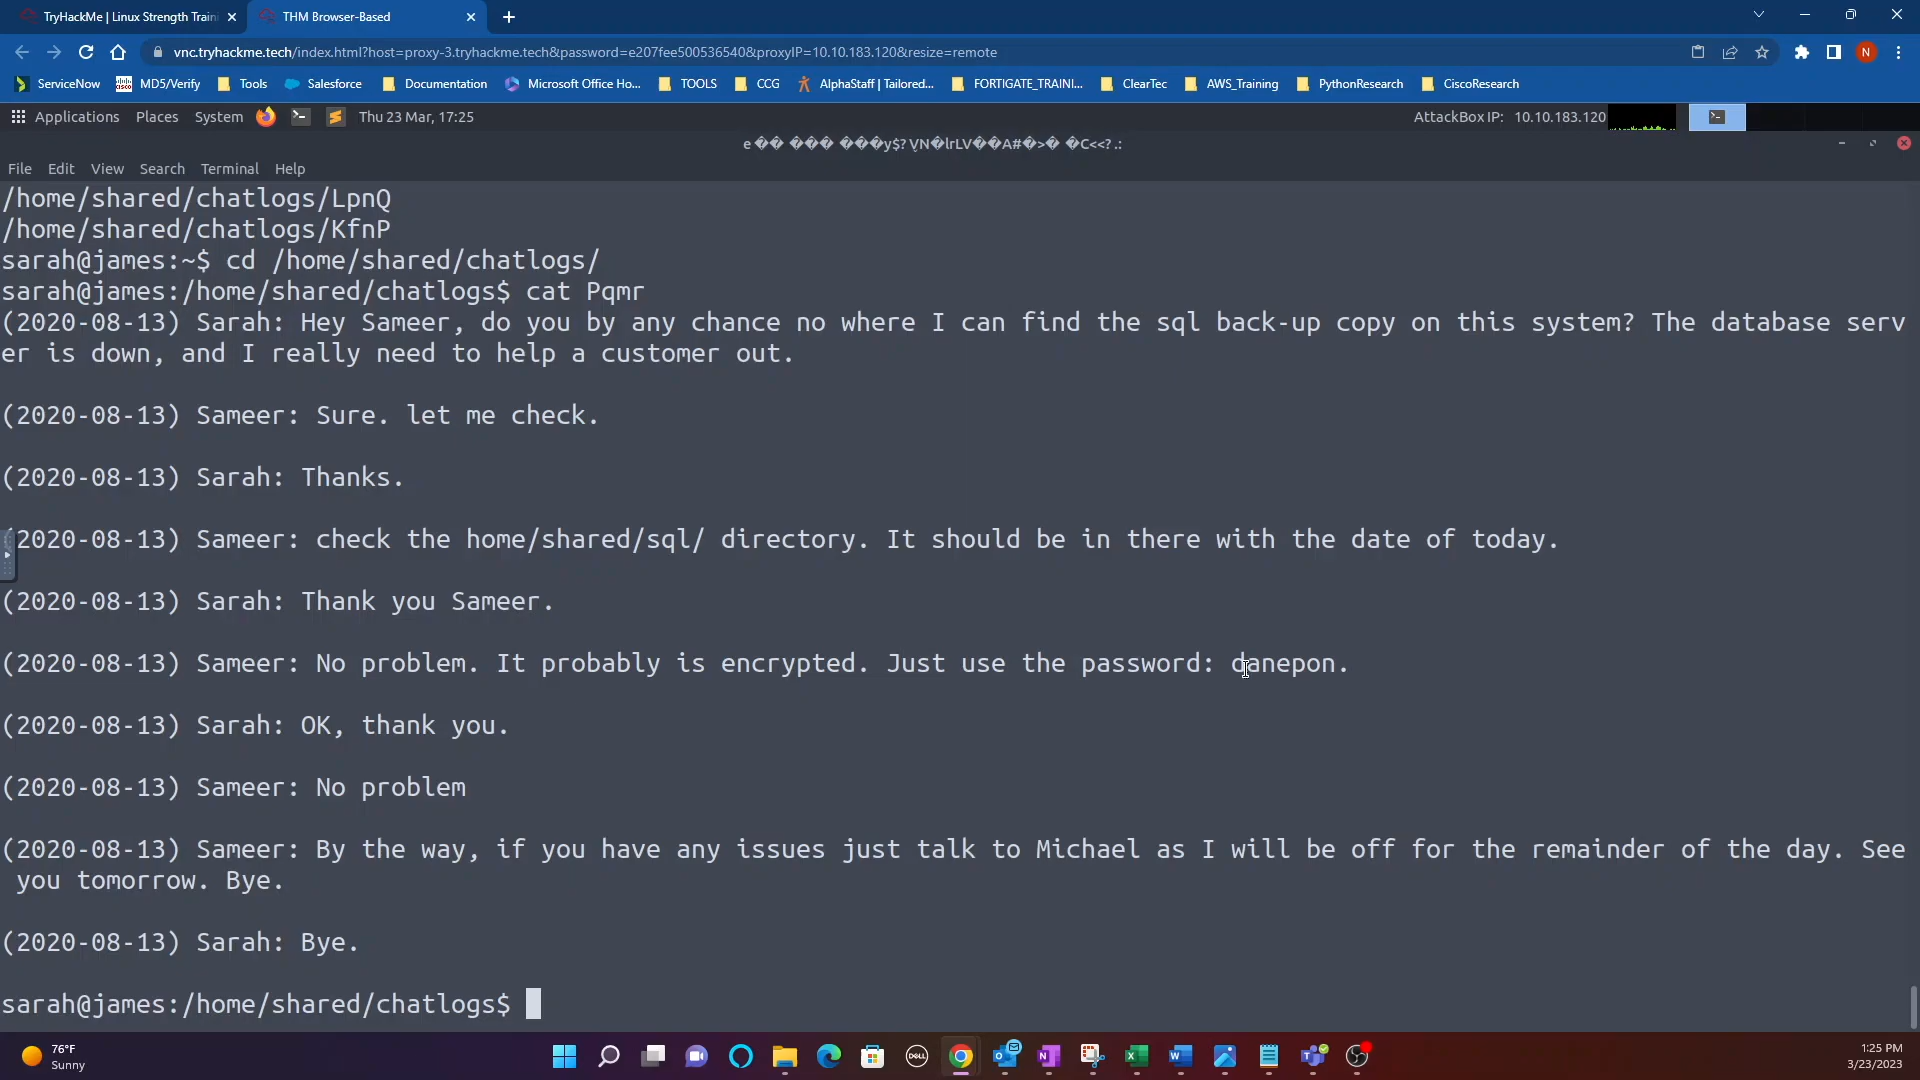 TryHackMe | Linux Strength Traini
THM Browser-Based
vnc.tryhackme.tech/index.html?host=proxy-3.tryhackme.tech&password=e207fee500536540&proxyIP=10.10.183.120&resize=remote
ServiceNow
MD5/Verify
Tools
Salesforce
Documentation
Microsoft Office Ho...
TOOLS
CCG
AlphaStaff | Tailored...
FORTIGATE_TRAINI...
ClearTec
AWS_Training
PythonResearch
CiscoResearch
Applications Places System Thu 23 Mar, 17:25 AttackBox IP: 10.10.183.120
File Edit View Search Terminal Help
/home/shared/chatlogs/LpnQ
/home/shared/chatlogs/KfnP
sarah@james:~$ cd /home/shared/chatlogs/
sarah@james:/home/shared/chatlogs$ cat Pqmr
(2020-08-13) Sarah: Hey Sameer, do you by any chance no where I can find the sql back-up copy on this system? The database serv
er is down, and I really need to help a customer out.
(2020-08-13) Sameer: Sure. let me check.
(2020-08-13) Sarah: Thanks.
(2020-08-13) Sameer: check the home/shared/sql/ directory. It should be in there with the date of today.
(2020-08-13) Sarah: Thank you Sameer.
(2020-08-13) Sameer: No problem. It probably is encrypted. Just use the password: danepon.
(2020-08-13) Sarah: OK, thank you.
(2020-08-13) Sameer: No problem
(2020-08-13) Sameer: By the way, if you have any issues just talk to Michael as I will be off for the remainder of the day. See
you tomorrow. Bye.
(2020-08-13) Sarah: Bye.
sarah@james:/home/shared/chatlogs$
76°F
Sunny
1:25 PM
3/23/2023